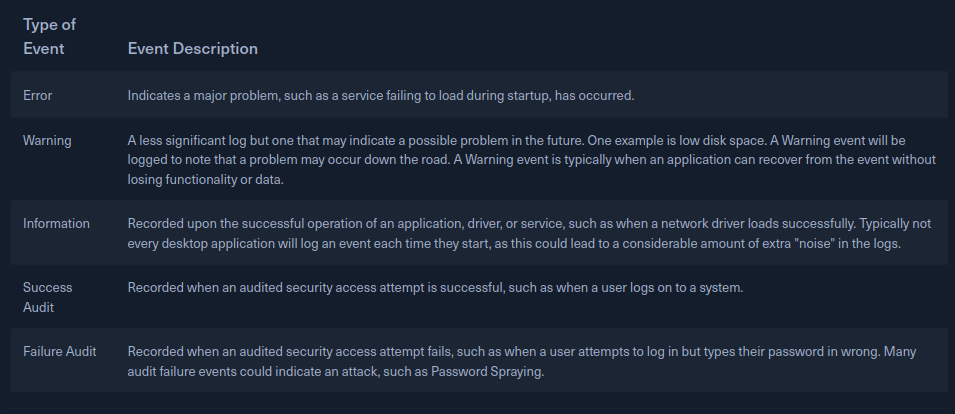 Type of
Event
Event Description
Error
Indicates a major problem, such as a service failing to load during startup, has occurred.
Warning
A less significant log but one that may indicate a possible problem in the future. One example is low disk space. A Warning event will be
logged to note that a problem may occur down the road. A Warning event is typically when an application can recover from the event without
losing functionality or data.
Information
Recorded upon the successful operation of an application, driver, or service, such as when a network driver loads successfully. Typically not
every desktop application will log an event each time they start, as this could lead to a considerable amount of extra "noise" in the logs.
Success
Audit
Recorded when an audited security access attempt is successful, such as when a user logs on to a system.
Failure Audit
Recorded when an audited security access attempt fails, such as when a user attempts to log in but types their password in wrong. Many
audit failure events could indicate an attack, such as Password Spraying.